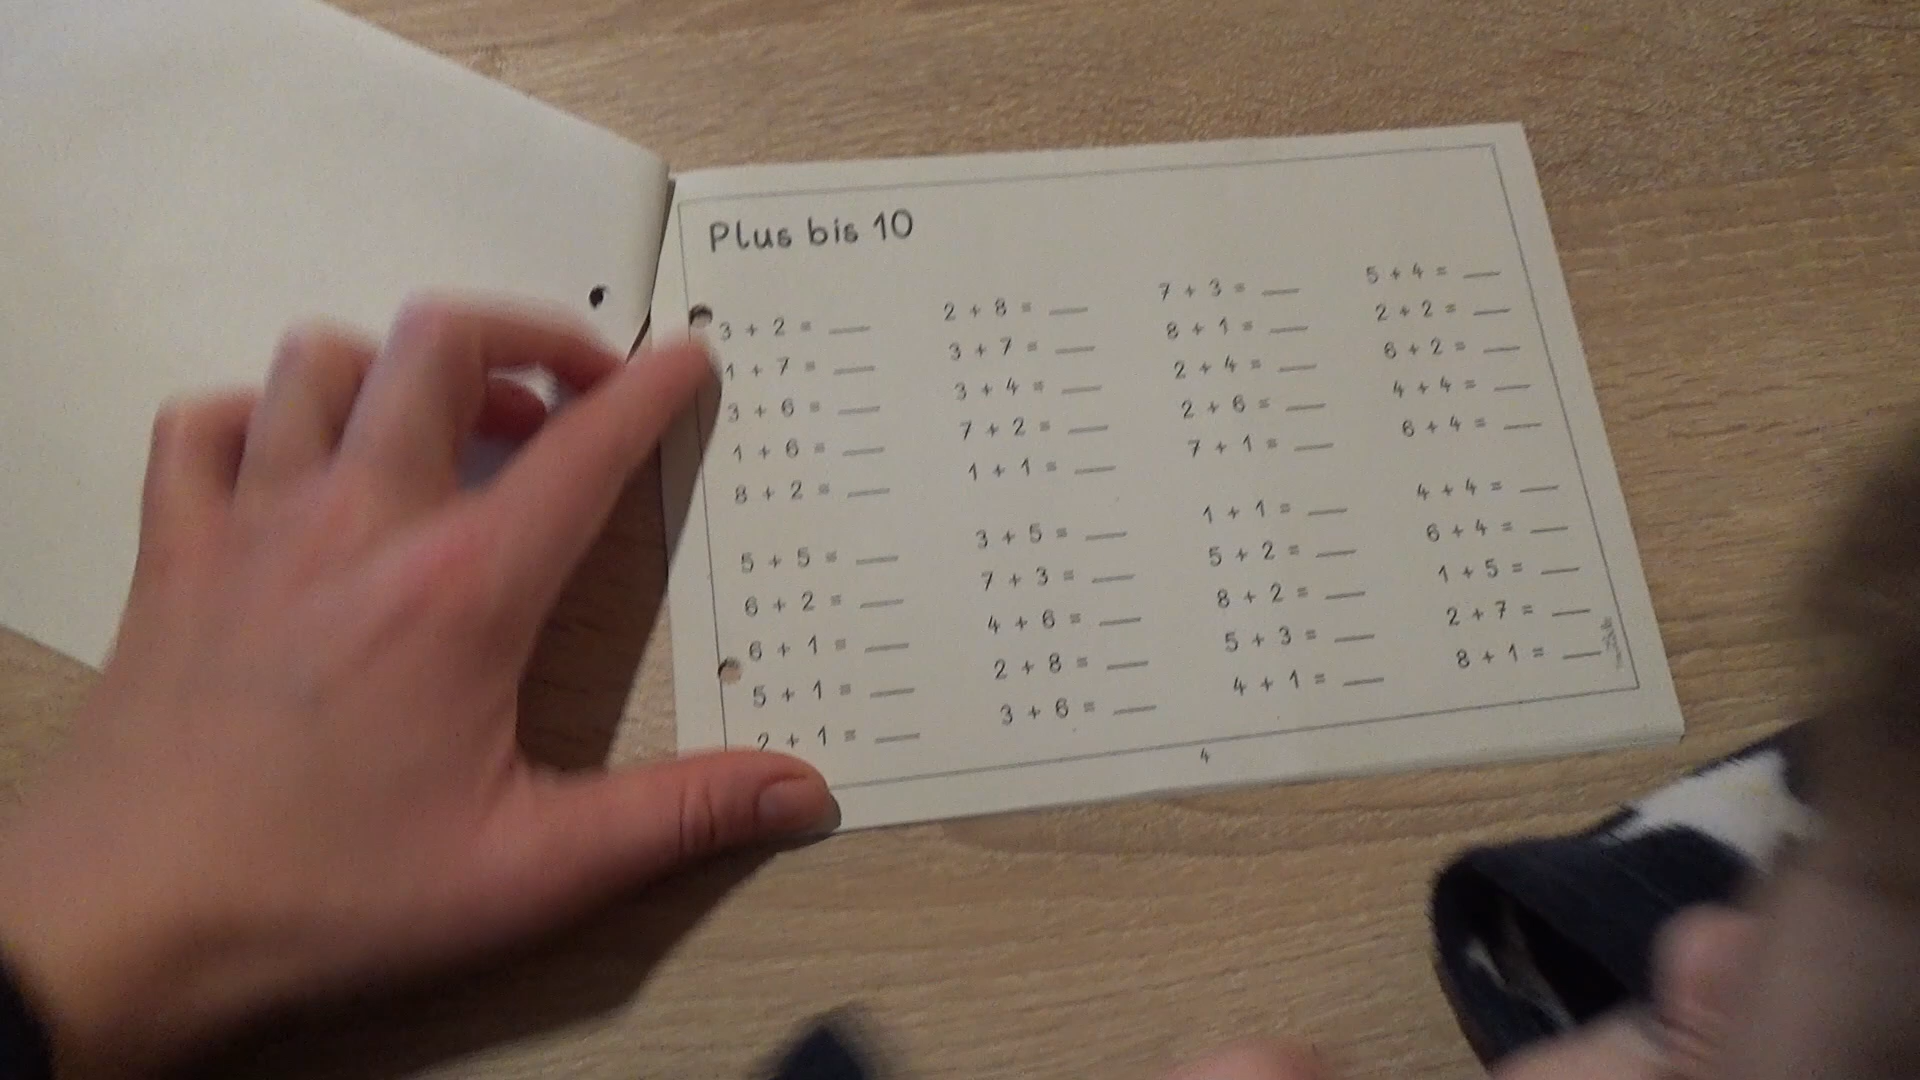 Plus bis 10
3 + 2 = ___
1 + 7 = ___
3 + 6 = ___
1 + 6 = ___
8 + 2 = ___
2 + 8 = ___
3 + 7 = ___
3 + 4 = ___
7 + 2 = ___
1 + 1 = ___
7 + 3 = ___
8 + 1 = ___
2 + 4 = ___
2 + 6 = ___
7 + 1 = ___
5 + 4 = ___
2 + 2 = ___
6 + 2 = ___
4 + 4 = ___
6 + 4 = ___
5 + 5 = ___
6 + 2 = ___
6 + 1 = ___
5 + 1 = ___
2 + 1 = ___
3 + 5 = ___
7 + 3 = ___
4 + 6 = ___
2 + 8 = ___
3 + 6 = ___
1 + 1 = ___
5 + 2 = ___
8 + 2 = ___
5 + 3 = ___
4 + 1 = ___
4 + 4 = ___
6 + 4 = ___
1 + 5 = ___
2 + 7 = ___
8 + 1 = ___
4